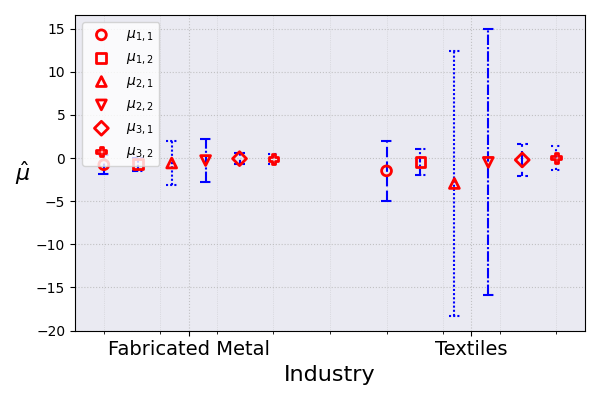 μ̂
15
10
5
0
−5
−10
−15
−20
μ₁,₁
μ₁,₂
μ₂,₁
μ₂,₂
μ₃,₁
μ₃,₂
Fabricated Metal Textiles
Industry